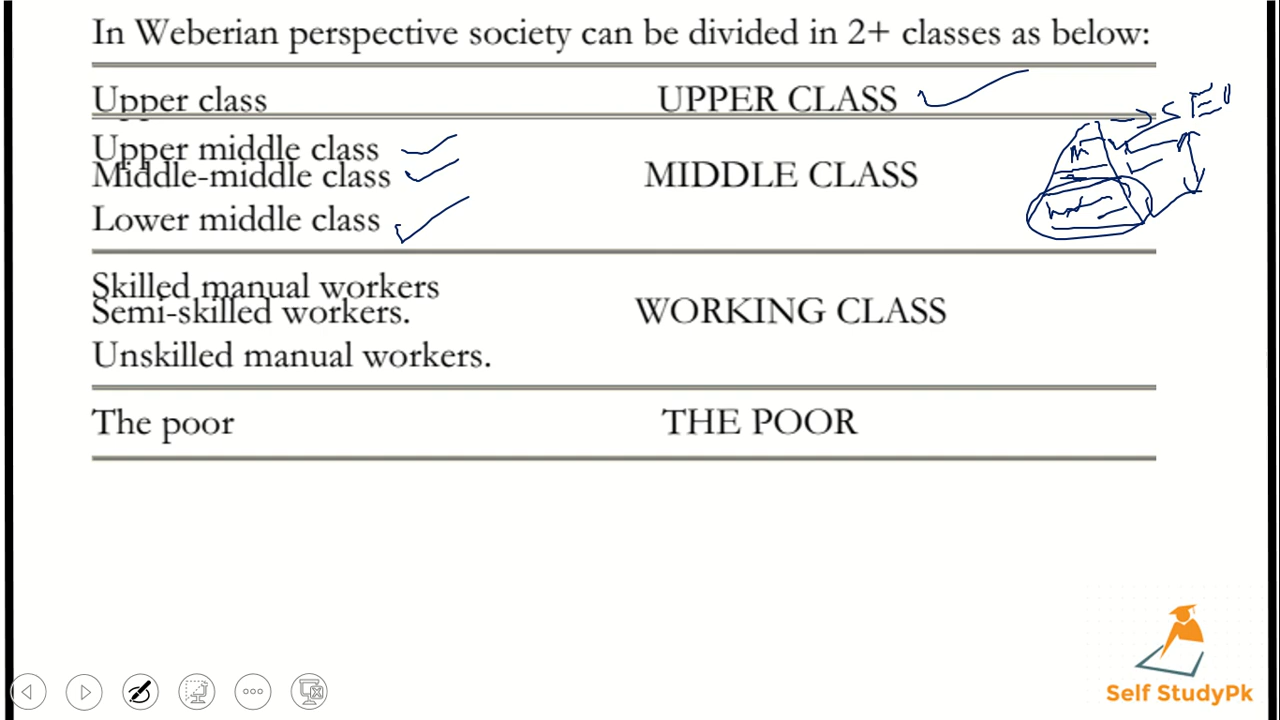 In Weberian perspective society can be divided in 2+ classes as below:
Upper class UPPER CLASS
Upper middle class
Middle-middle class MIDDLE CLASS
Lower middle class
Skilled manual workers
Semi-skilled workers. WORKING CLASS
Unskilled manual workers.
The poor THE POOR
Self StudyPk